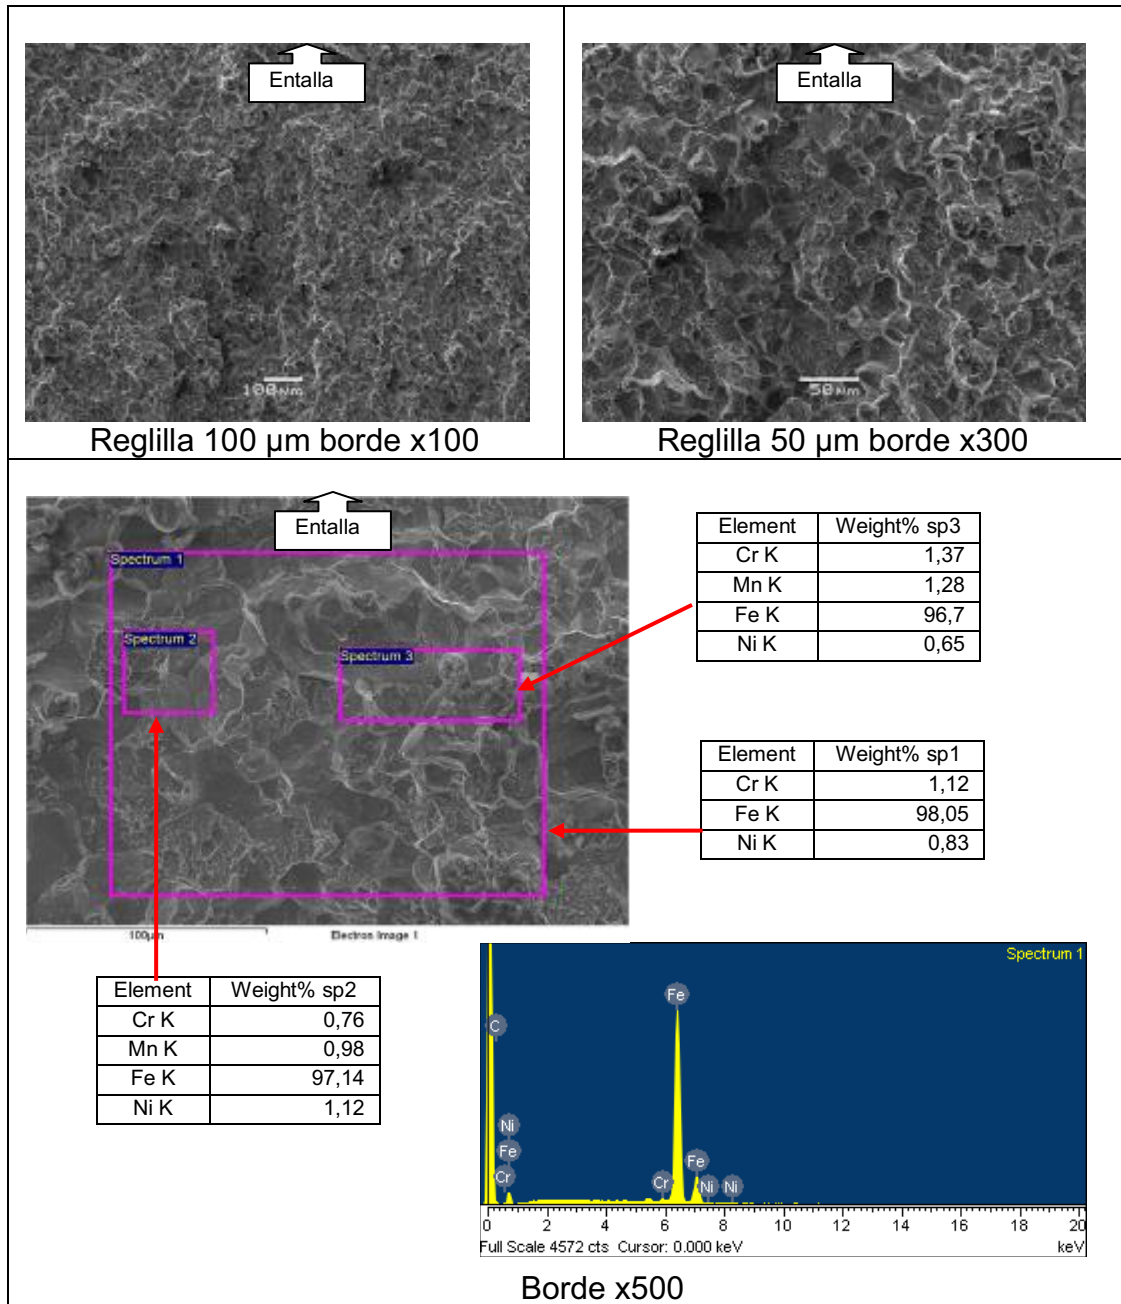 Entalla
100μm
Reglilla 100 µm borde x100
Entalla
50μm
Reglilla 50 µm borde x300
Entalla
Spectrum 1
Spectrum 2
Spectrum 3
100µm
Electron Image 1
Element Weight% sp3
Cr K 1,37
Mn K 1,28
Fe K 96,7
Ni K 0,65
Element Weight% sp1
Cr K 1,12
Fe K 98,05
Ni K 0,83
Element Weight% sp2
Cr K 0,76
Mn K 0,98
Fe K 97,14
Ni K 1,12
Spectrum 1
Fe
C
Ni
Fe
Cr
Cr
Fe
Ni
Ni
0 2 4 6 8 10 12 14 16 18 20
Full Scale 4572 cts Cursor: 0.000 keV keV
Borde x500